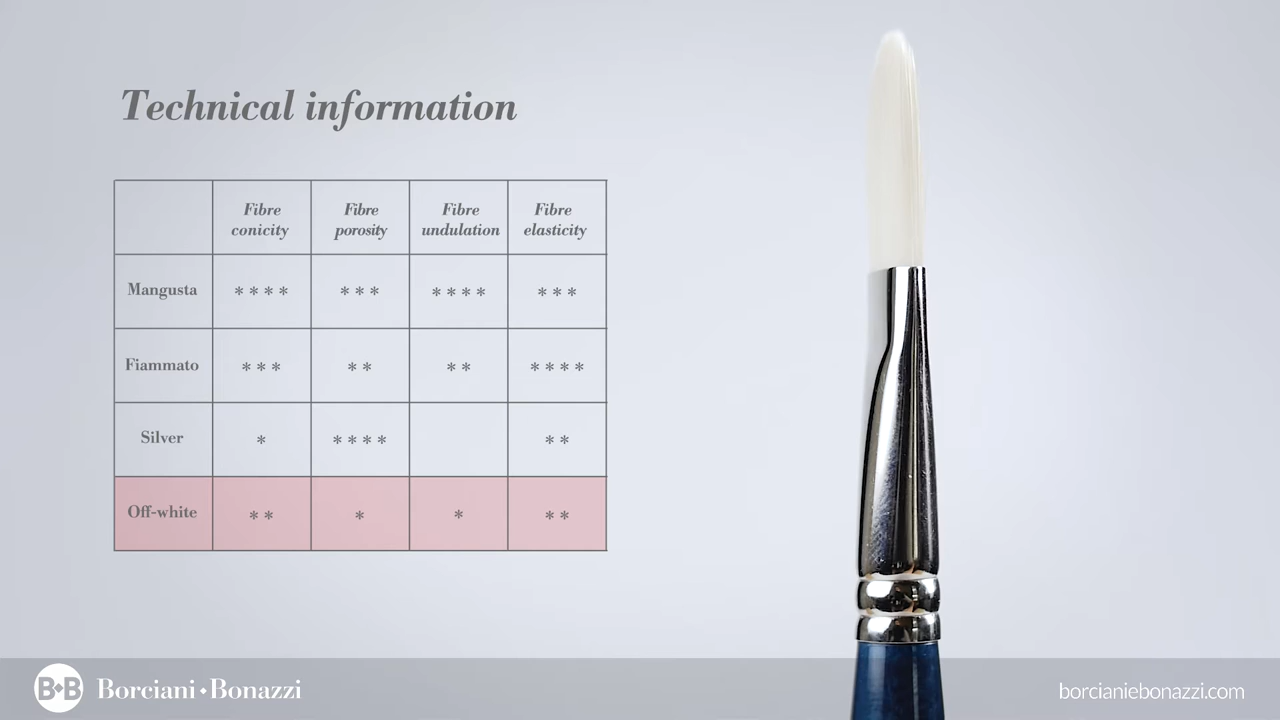 Technical information
Fibre conicity Fibre porosity Fibre undulation Fibre elasticity
Mangusta **** *** **** ***
Fiammato *** ** ** ****
Silver * **** **
Off-white ** * * **
B B Borciani Bonazzi borcianiebonazzi.com